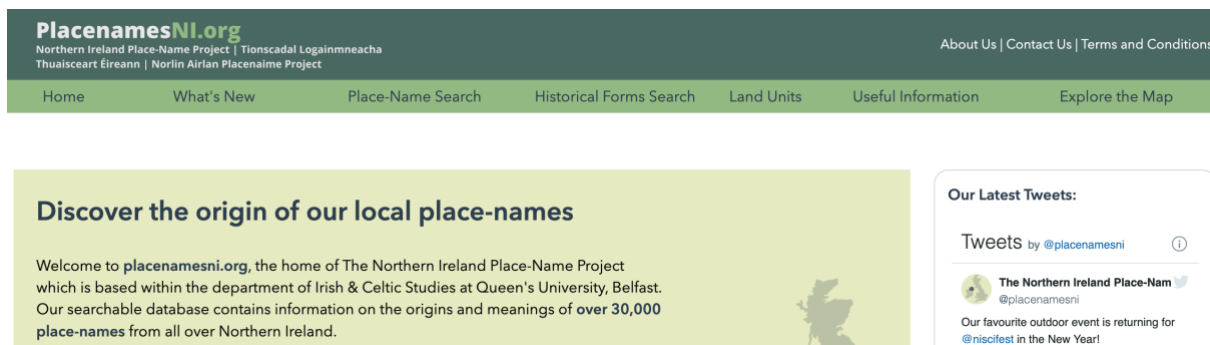 PlacenamesNI.org
Northern Ireland Place-Name Project | Tionscadal Logainmneacha
Thuaisceart Éireann | Norlin Airlan Placenaime Project
About Us | Contact Us | Terms and Conditions
Home What's New Place-Name Search Historical Forms Search Land Units Useful Information Explore the Map
Discover the origin of our local place-names
Welcome to placenamesni.org, the home of The Northern Ireland Place-Name Project
which is based within the department of Irish & Celtic Studies at Queen's University, Belfast.
Our searchable database contains information on the origins and meanings of over 30,000
place-names from all over Northern Ireland.
Our Latest Tweets:
Tweets by @placenamesni
The Northern Ireland Place-Nam
@placenamesni
Our favourite outdoor event is returning for
@niscifest in the New Year!